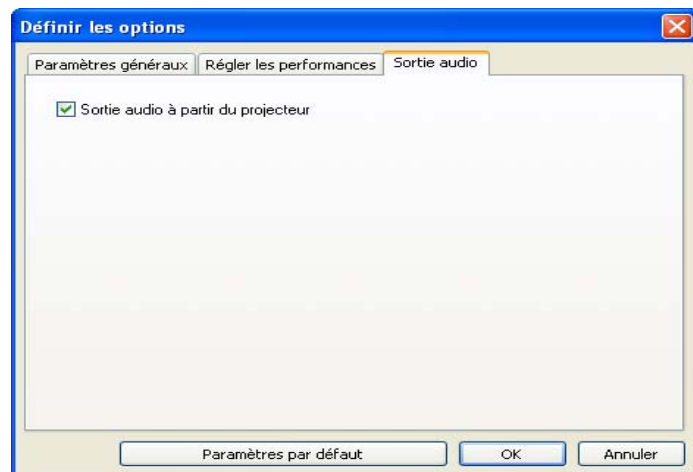 Définir les options
Paramètres généraux Régler les performances Sortie audio
Sortie audio à partir du projecteur
Paramètres par défaut OK Annuler